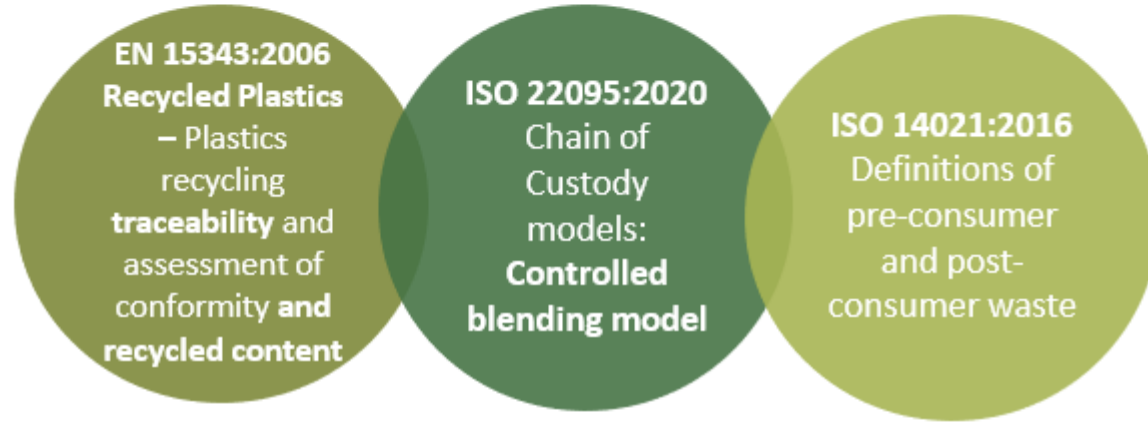 EN 15343:2006
Recycled Plastics
– Plastics
recycling
traceability and
assessment of
conformity and
recycled content
ISO 22095:2020
Chain of
Custody
models:
Controlled
blending model
ISO 14021:2016
Definitions of
pre-consumer
and post-
consumer waste